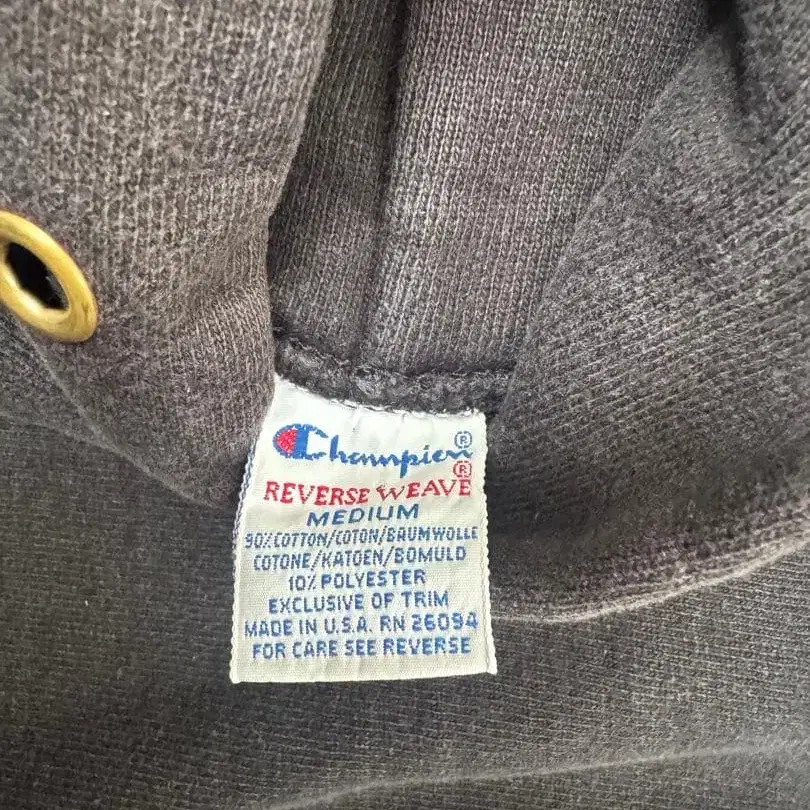 Champion®
REVERSE WEAVE®
MEDIUM
90% COTTON/COTON/BAUMWOLLE
COTONE/KATOEN/BOMULD
10% POLYESTER
EXCLUSIVE OF TRIM
MADE IN U.S.A. RN 26094
FOR CARE SEE REVERSE